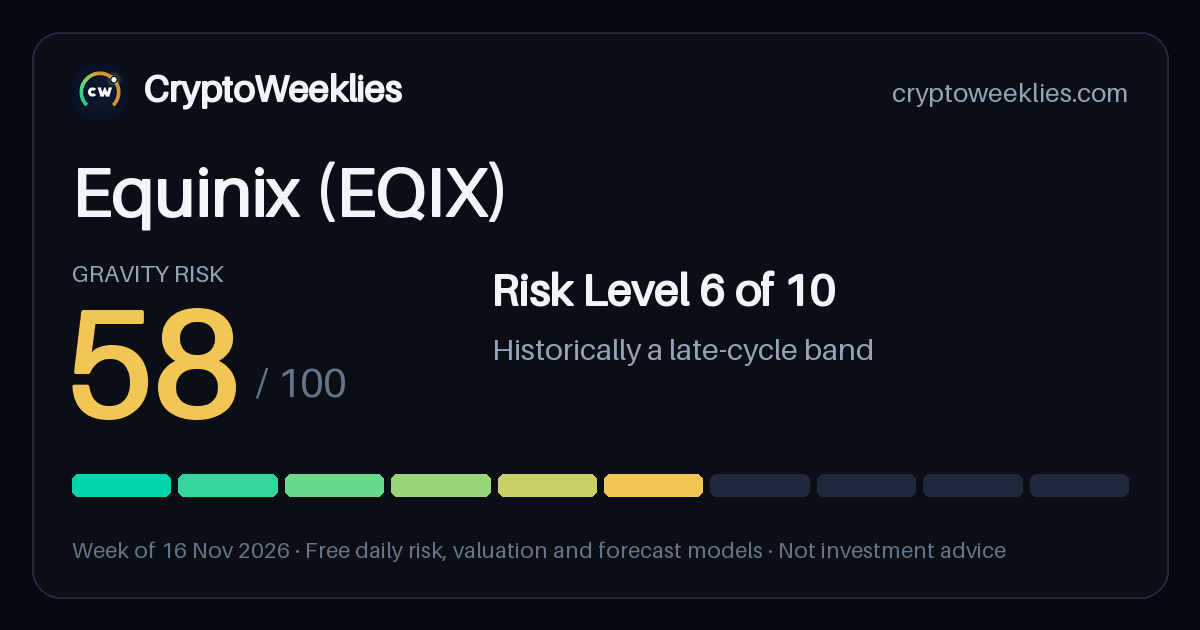 CW
CryptoWeeklies
cryptoweeklies.com
Equinix (EQIX)
GRAVITY RISK
58 / 100
Risk Level 6 of 10
Historically a late-cycle band
Week of 16 Nov 2026 · Free daily risk, valuation and forecast models · Not investment advice